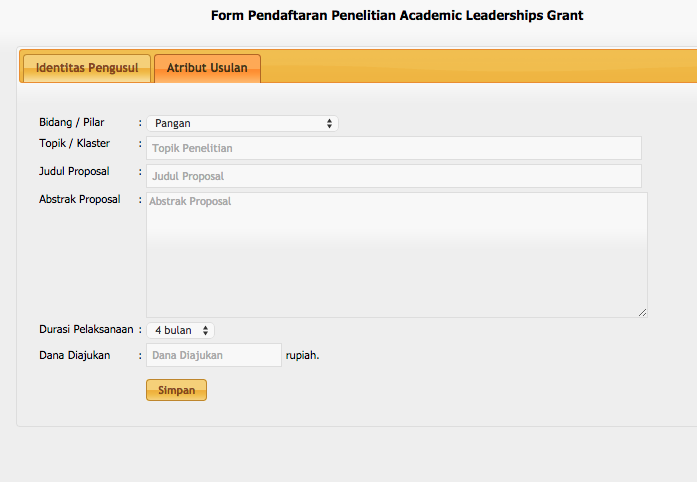 Form Pendaftaran Penelitian Academic Leaderships Grant
Identitas Pengusul
Atribut Usulan
Bidang / Pilar : Pangan
Topik / Klaster : Topik Penelitian
Judul Proposal : Judul Proposal
Abstrak Proposal : Abstrak Proposal
Durasi Pelaksanaan : 4 bulan
Dana Diajukan : Dana Diajukan rupiah.
Simpan